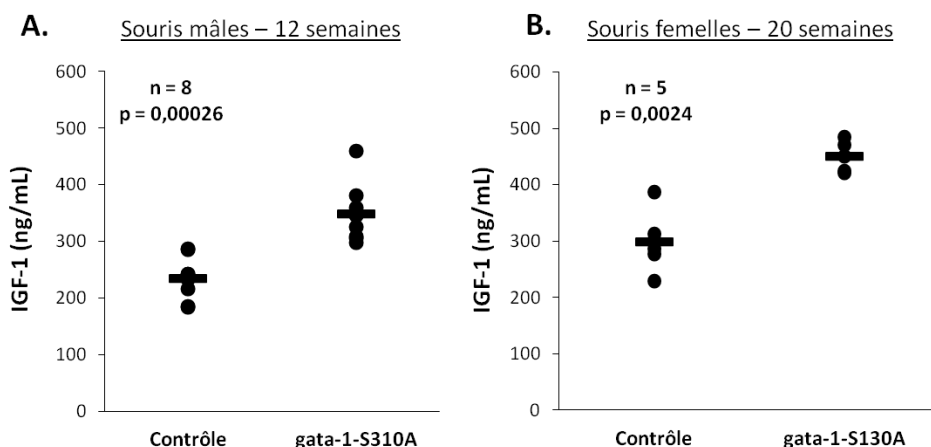 A.
Souris mâles – 12 semaines
n = 8
p = 0,00026
IGF-1 (ng/mL)
600
500
400
300
200
100
0
Contrôle
gata-1-S310A
B.
Souris femelles – 20 semaines
n = 5
p = 0,0024
IGF-1 (ng/mL)
600
500
400
300
200
100
0
Contrôle
gata-1-S130A